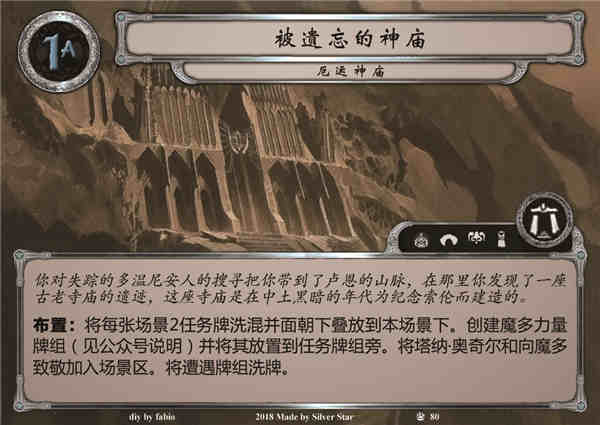 1A
被遗忘的神庙
厄运神庙
你对失踪的多温尼安人的搜寻把你带到了卢恩的山脉，在那里你发现了一座
古老寺庙的遗迹，这座寺庙是在中土黑暗的年代为纪念索伦而建造的。
布置：将每张场景2任务牌洗混并面朝下叠放到本场景下。创建魔多力量
牌组（见公众号说明）并将其放置到任务牌组旁。将塔纳·奥奇尔和向魔多
致敬加入场景区。将遭遇牌组洗牌。
diy by fabio
2018 Made by Silver Star
80